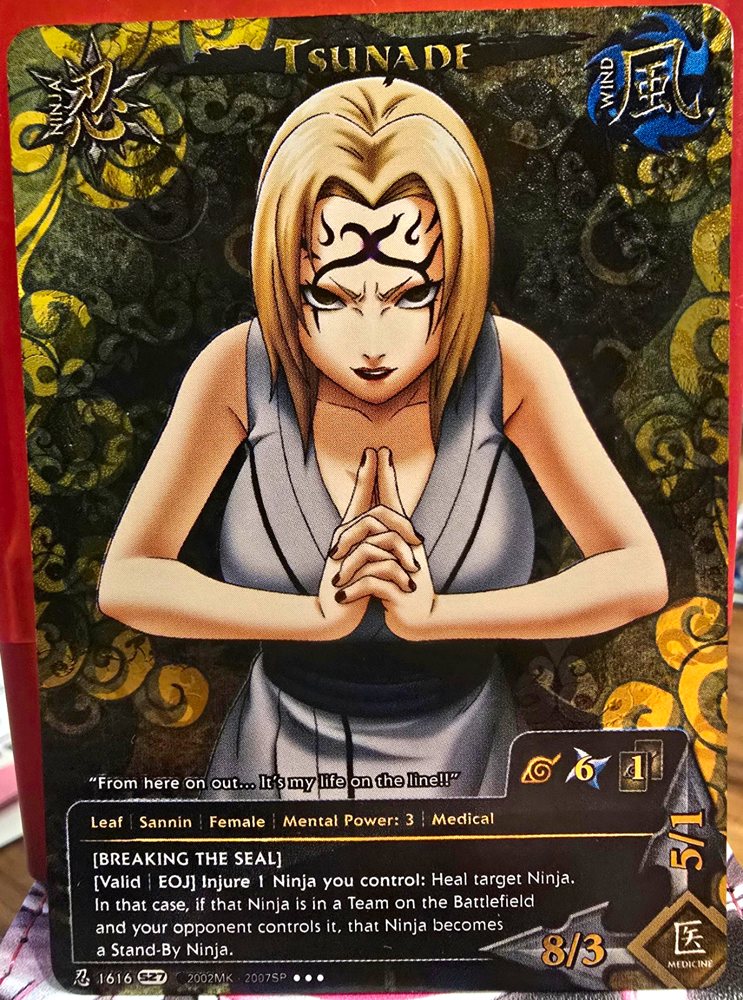 TSUNADE
NINJA
忍
WIND
風
"From here on out... It's my life on the line!!"
6
1
Leaf | Sannin | Female | Mental Power: 3 | Medical
[BREAKING THE SEAL]
[Valid | EOJ] Injure 1 Ninja you control: Heal target Ninja.
In that case, if that Ninja is in a Team on the Battlefield
and your opponent controls it, that Ninja becomes
a Stand-By Ninja.
5/1
8/3
医
MEDICINE
忍 1616 S27 2002MK · 2007SP